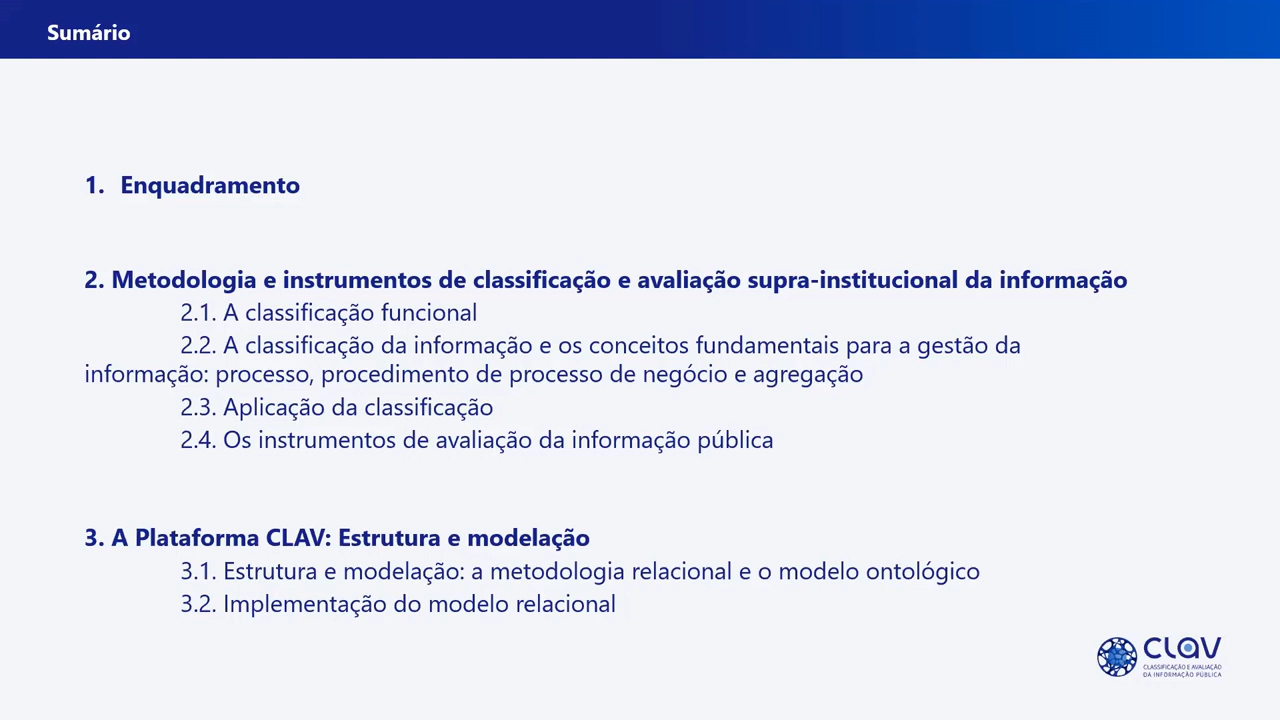 Sumário
1. Enquadramento
2. Metodologia e instrumentos de classificação e avaliação supra-institucional da informação
2.1. A classificação funcional
2.2. A classificação da informação e os conceitos fundamentais para a gestão da
informação: processo, procedimento de processo de negócio e agregação
2.3. Aplicação da classificação
2.4. Os instrumentos de avaliação da informação pública
3. A Plataforma CLAV: Estrutura e modelação
3.1. Estrutura e modelação: a metodologia relacional e o modelo ontológico
3.2. Implementação do modelo relacional
CLAV
CLASSIFICAÇÃO E AVALIAÇÃO
DA INFORMAÇÃO PÚBLICA